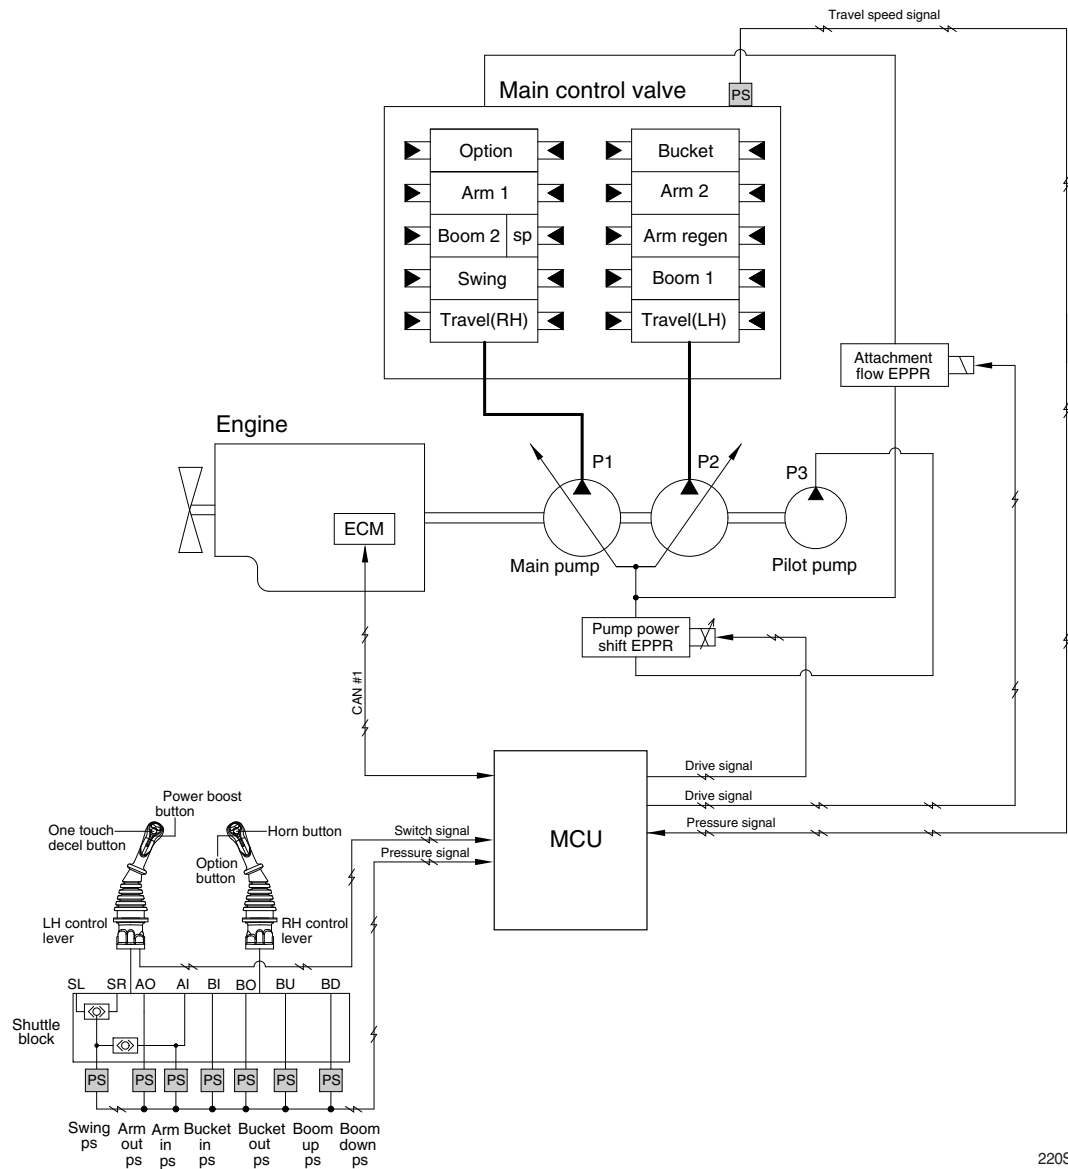 Travel speed signal
Main control valve
PS
Option
Bucket
Arm 1
Arm 2
Boom 2
sp
Arm regen
Swing
Boom 1
Travel(RH)
Travel(LH)
Attachment
flow EPPR
Engine
P1
P2
P3
ECM
Main pump
Pilot pump
Pump power
shift EPPR
CAN #1
Drive signal
Drive signal
Pressure signal
MCU
Switch signal
Pressure signal
Power boost
button
One touch
decel button
Horn button
Option
button
LH control
lever
RH control
lever
SL SR AO AI BI BO BU BD
Shuttle
block
PS PS PS PS PS PS PS
Swing
ps
Arm
out
ps
Arm
in
ps
Bucket
in
ps
Bucket
out
ps
Boom
up
ps
Boom
down
ps